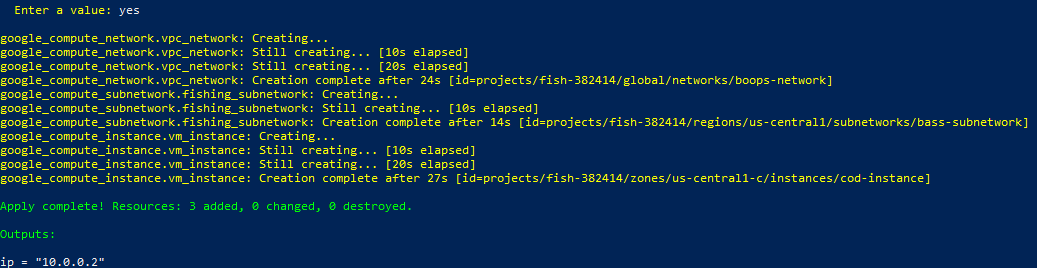 Enter a value: yes
google_compute_network.vpc_network: Creating...
google_compute_network.vpc_network: Still creating... [10s elapsed]
google_compute_network.vpc_network: Still creating... [20s elapsed]
google_compute_network.vpc_network: Creation complete after 24s [id=projects/fish-382414/global/networks/boops-network]
google_compute_subnetwork.fishing_subnetwork: Creating...
google_compute_subnetwork.fishing_subnetwork: Still creating... [10s elapsed]
google_compute_subnetwork.fishing_subnetwork: Creation complete after 14s [id=projects/fish-382414/regions/us-central1/subnetworks/bass-subnetwork]
google_compute_instance.vm_instance: Creating...
google_compute_instance.vm_instance: Still creating... [10s elapsed]
google_compute_instance.vm_instance: Still creating... [20s elapsed]
google_compute_instance.vm_instance: Creation complete after 27s [id=projects/fish-382414/zones/us-central1-c/instances/cod-instance]
Apply complete! Resources: 3 added, 0 changed, 0 destroyed.
Outputs:
ip = "10.0.0.2"